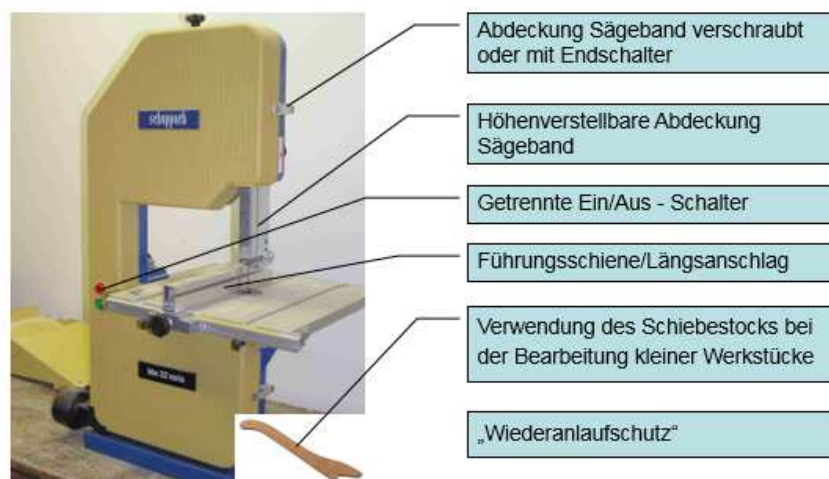 Abdeckung Sägeband verschraubt
oder mit Endschalter
Höhenverstellbare Abdeckung
Sägeband
scheppach
Getrennte Ein/Aus - Schalter
Führungsschiene/Längsanschlag
Verwendung des Schiebestocks bei
der Bearbeitung kleiner Werkstücke
„Wiederanlaufschutz“